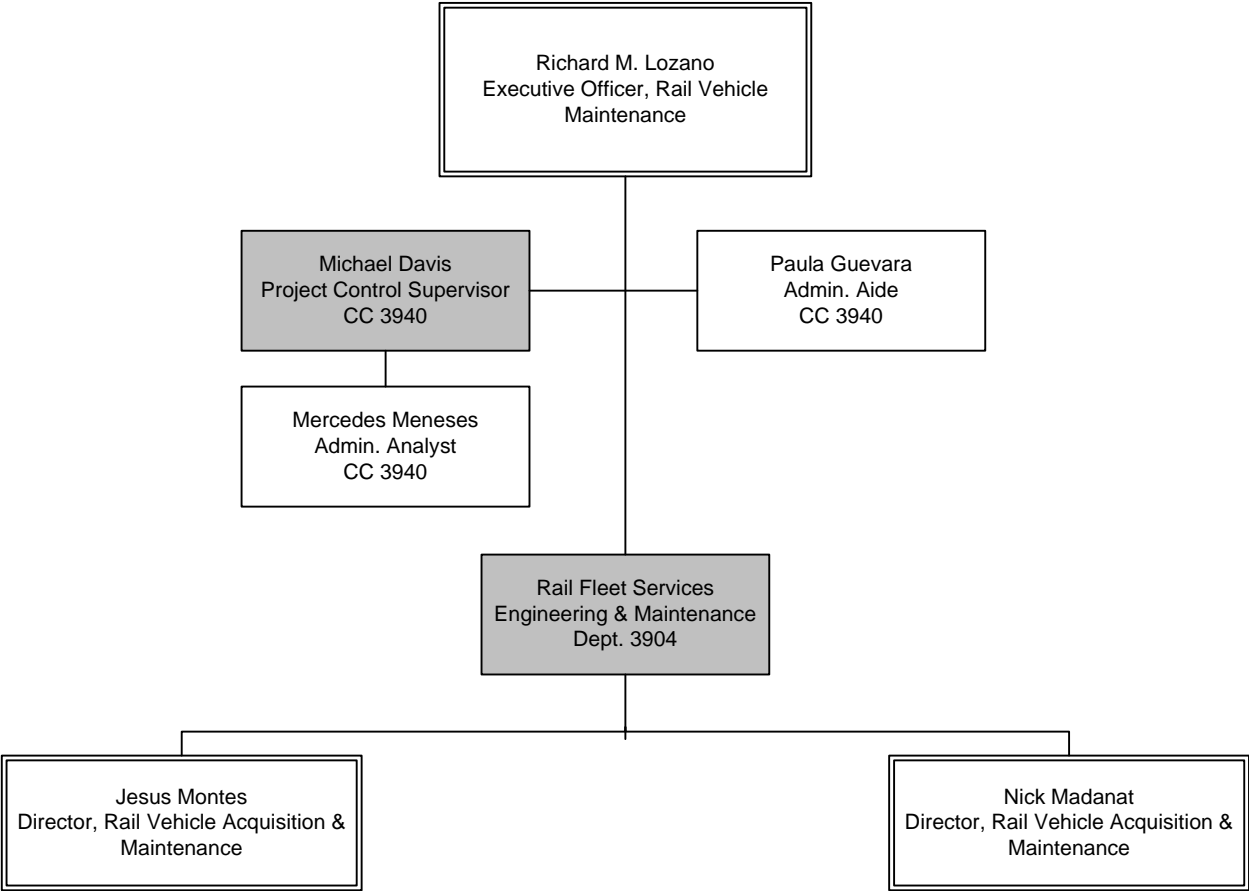 Richard M. Lozano
Executive Officer, Rail Vehicle
Maintenance
Michael Davis
Project Control Supervisor
CC 3940
Paula Guevara
Admin. Aide
CC 3940
Mercedes Meneses
Admin. Analyst
CC 3940
Rail Fleet Services
Engineering & Maintenance
Dept. 3904
Jesus Montes
Director, Rail Vehicle Acquisition &
Maintenance
Nick Madanat
Director, Rail Vehicle Acquisition &
Maintenance